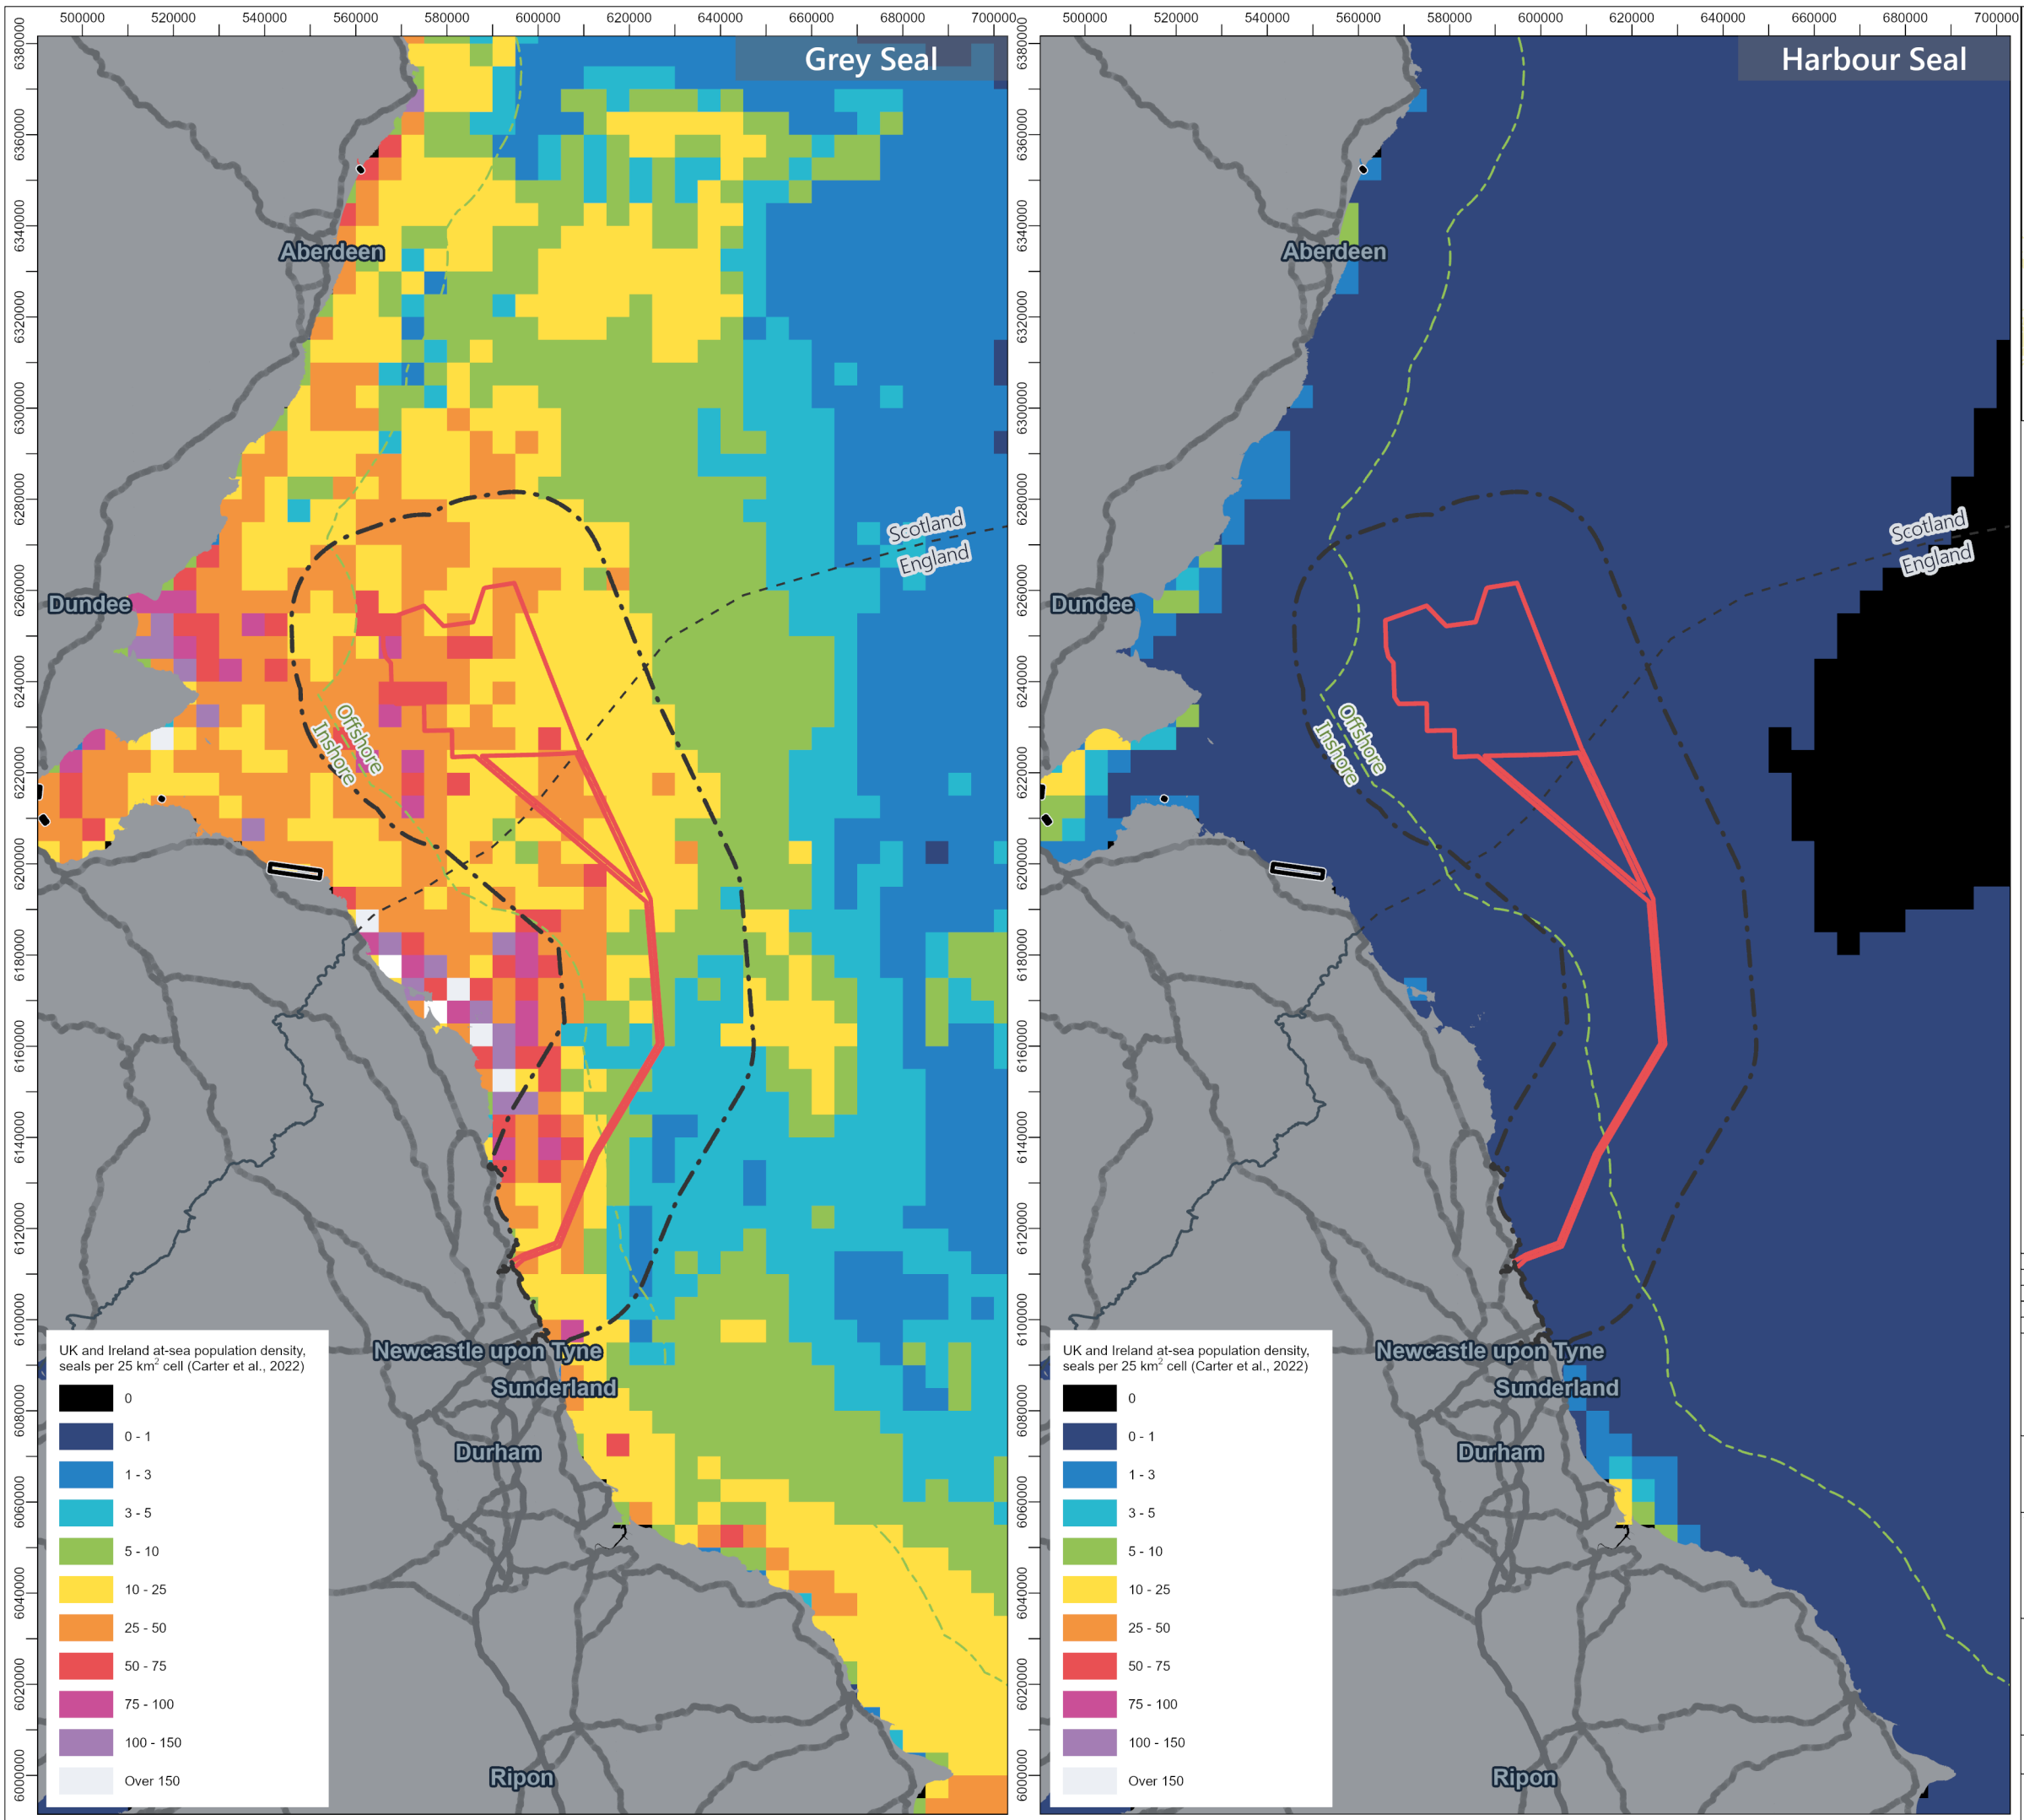 500000 520000 540000 560000 580000 600000 620000 640000 660000 680000 700000
500000 520000 540000 560000 580000 600000 620000 640000 660000 680000 700000
Grey Seal
6380000
6360000
6340000
6320000
6300000
6280000
6260000
6240000
6220000
6200000
6180000
6160000
6140000
6120000
6100000
6080000
6060000
6040000
6020000
6000000
Aberdeen
Scotland
England
Dundee
Offshore
Inshore
Newcastle upon Tyne
Sunderland
Durham
Ripon
UK and Ireland at-sea population density,
seals per 25 km² cell (Carter et al., 2022)
0
0 - 1
1 - 3
3 - 5
5 - 10
10 - 25
25 - 50
50 - 75
75 - 100
100 - 150
Over 150
Harbour Seal
6380000
6360000
6340000
6320000
6300000
6280000
6260000
6240000
6220000
6200000
6180000
6160000
6140000
6120000
6100000
6080000
6060000
6040000
6020000
6000000
Aberdeen
Scotland
England
Dundee
Offshore
Inshore
Newcastle upon Tyne
Sunderland
Durham
Ripon
UK and Ireland at-sea population density,
seals per 25 km² cell (Carter et al., 2022)
0
0 - 1
1 - 3
3 - 5
5 - 10
10 - 25
25 - 50
50 - 75
75 - 100
100 - 150
Over 150